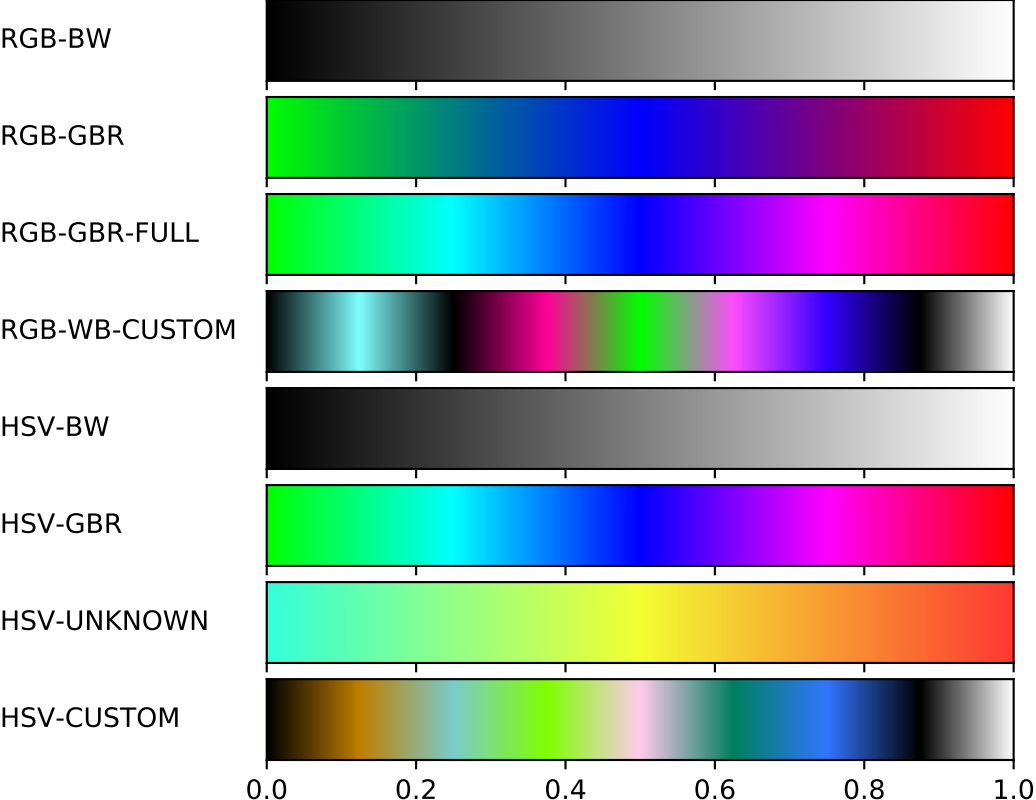 RGB-BW
RGB-GBR
RGB-GBR-FULL
RGB-WB-CUSTOM
HSV-BW
HSV-GBR
HSV-UNKNOWN
HSV-CUSTOM
0.0 0.2 0.4 0.6 0.8 1.0